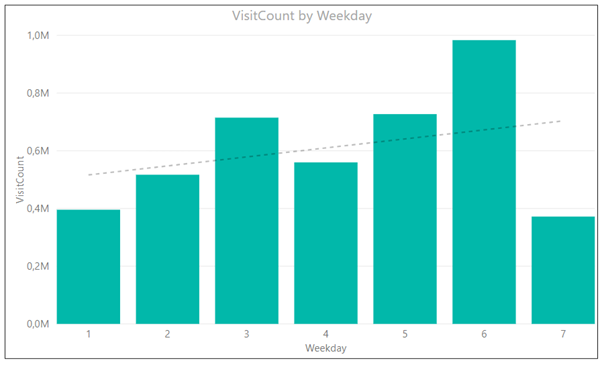 VisitCount by Weekday
1,0M
0,8M
0,6M
0,4M
0,2M
0,0M
VisitCount
1 2 3 4 5 6 7
Weekday